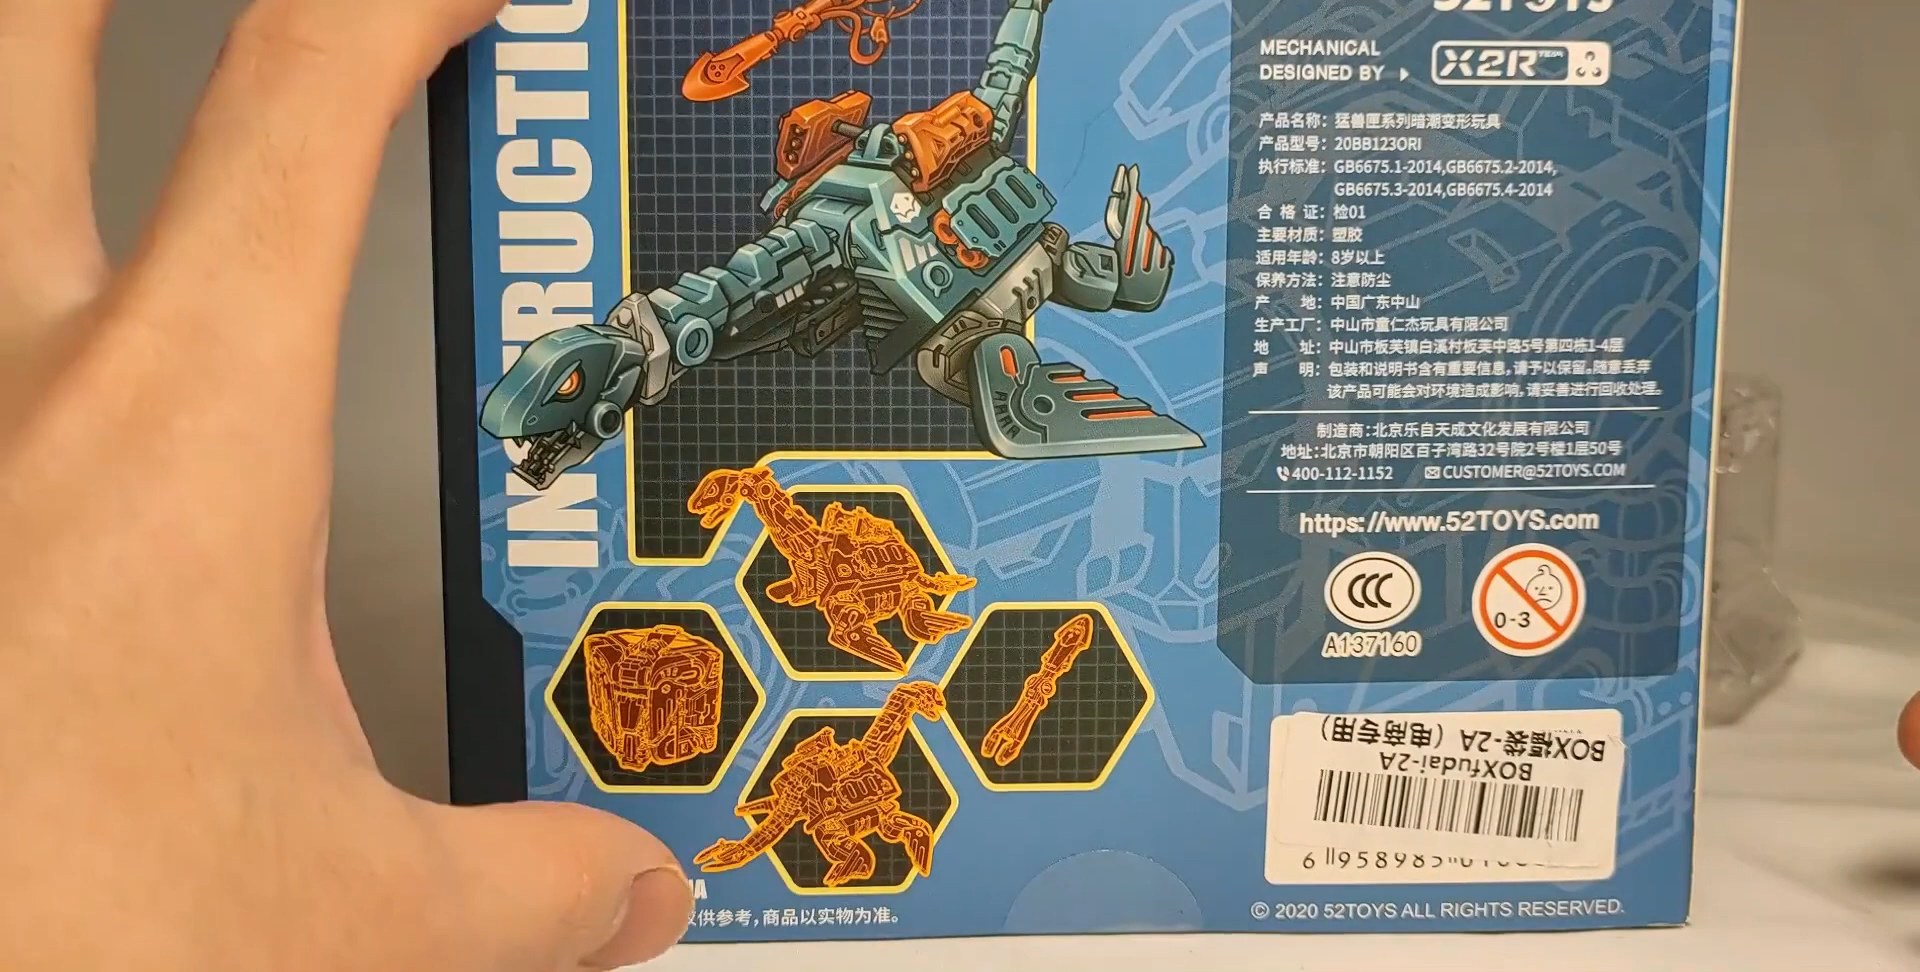 INSTRUCTIO
52TOYS
MECHANICAL
DESIGNED BY
X2R TEAM
产品名称：猛兽匣系列暗潮变形玩具
产品型号：20BB123ORI
执行标准：GB6675.1-2014,GB6675.2-2014,
GB6675.3-2014,GB6675.4-2014
合格证：检01
主要材质：塑胶
适用年龄：8岁以上
保养方法：注意防尘
产地：中国广东中山
生产工厂：中山市童仁杰玩具有限公司
地址：中山市板芙镇白溪村板芙中路5号第四栋1-4层
声明：包装和说明书含有重要信息，请予以保留。随意丢弃
该产品可能会对环境造成影响，请妥善进行回收处理。
制造商：北京乐自天成文化发展有限公司
地址：北京市朝阳区百子湾路32号院2号楼1层50号
400-112-1152 CUSTOMER@52TOYS.COM
https://www.52TOYS.com
CCC
A137160
0-3
BOX福袋-2A（电商专用）
BOXfudai-2A
6 958985
供参考，商品以实物为准。
© 2020 52TOYS ALL RIGHTS RESERVED.